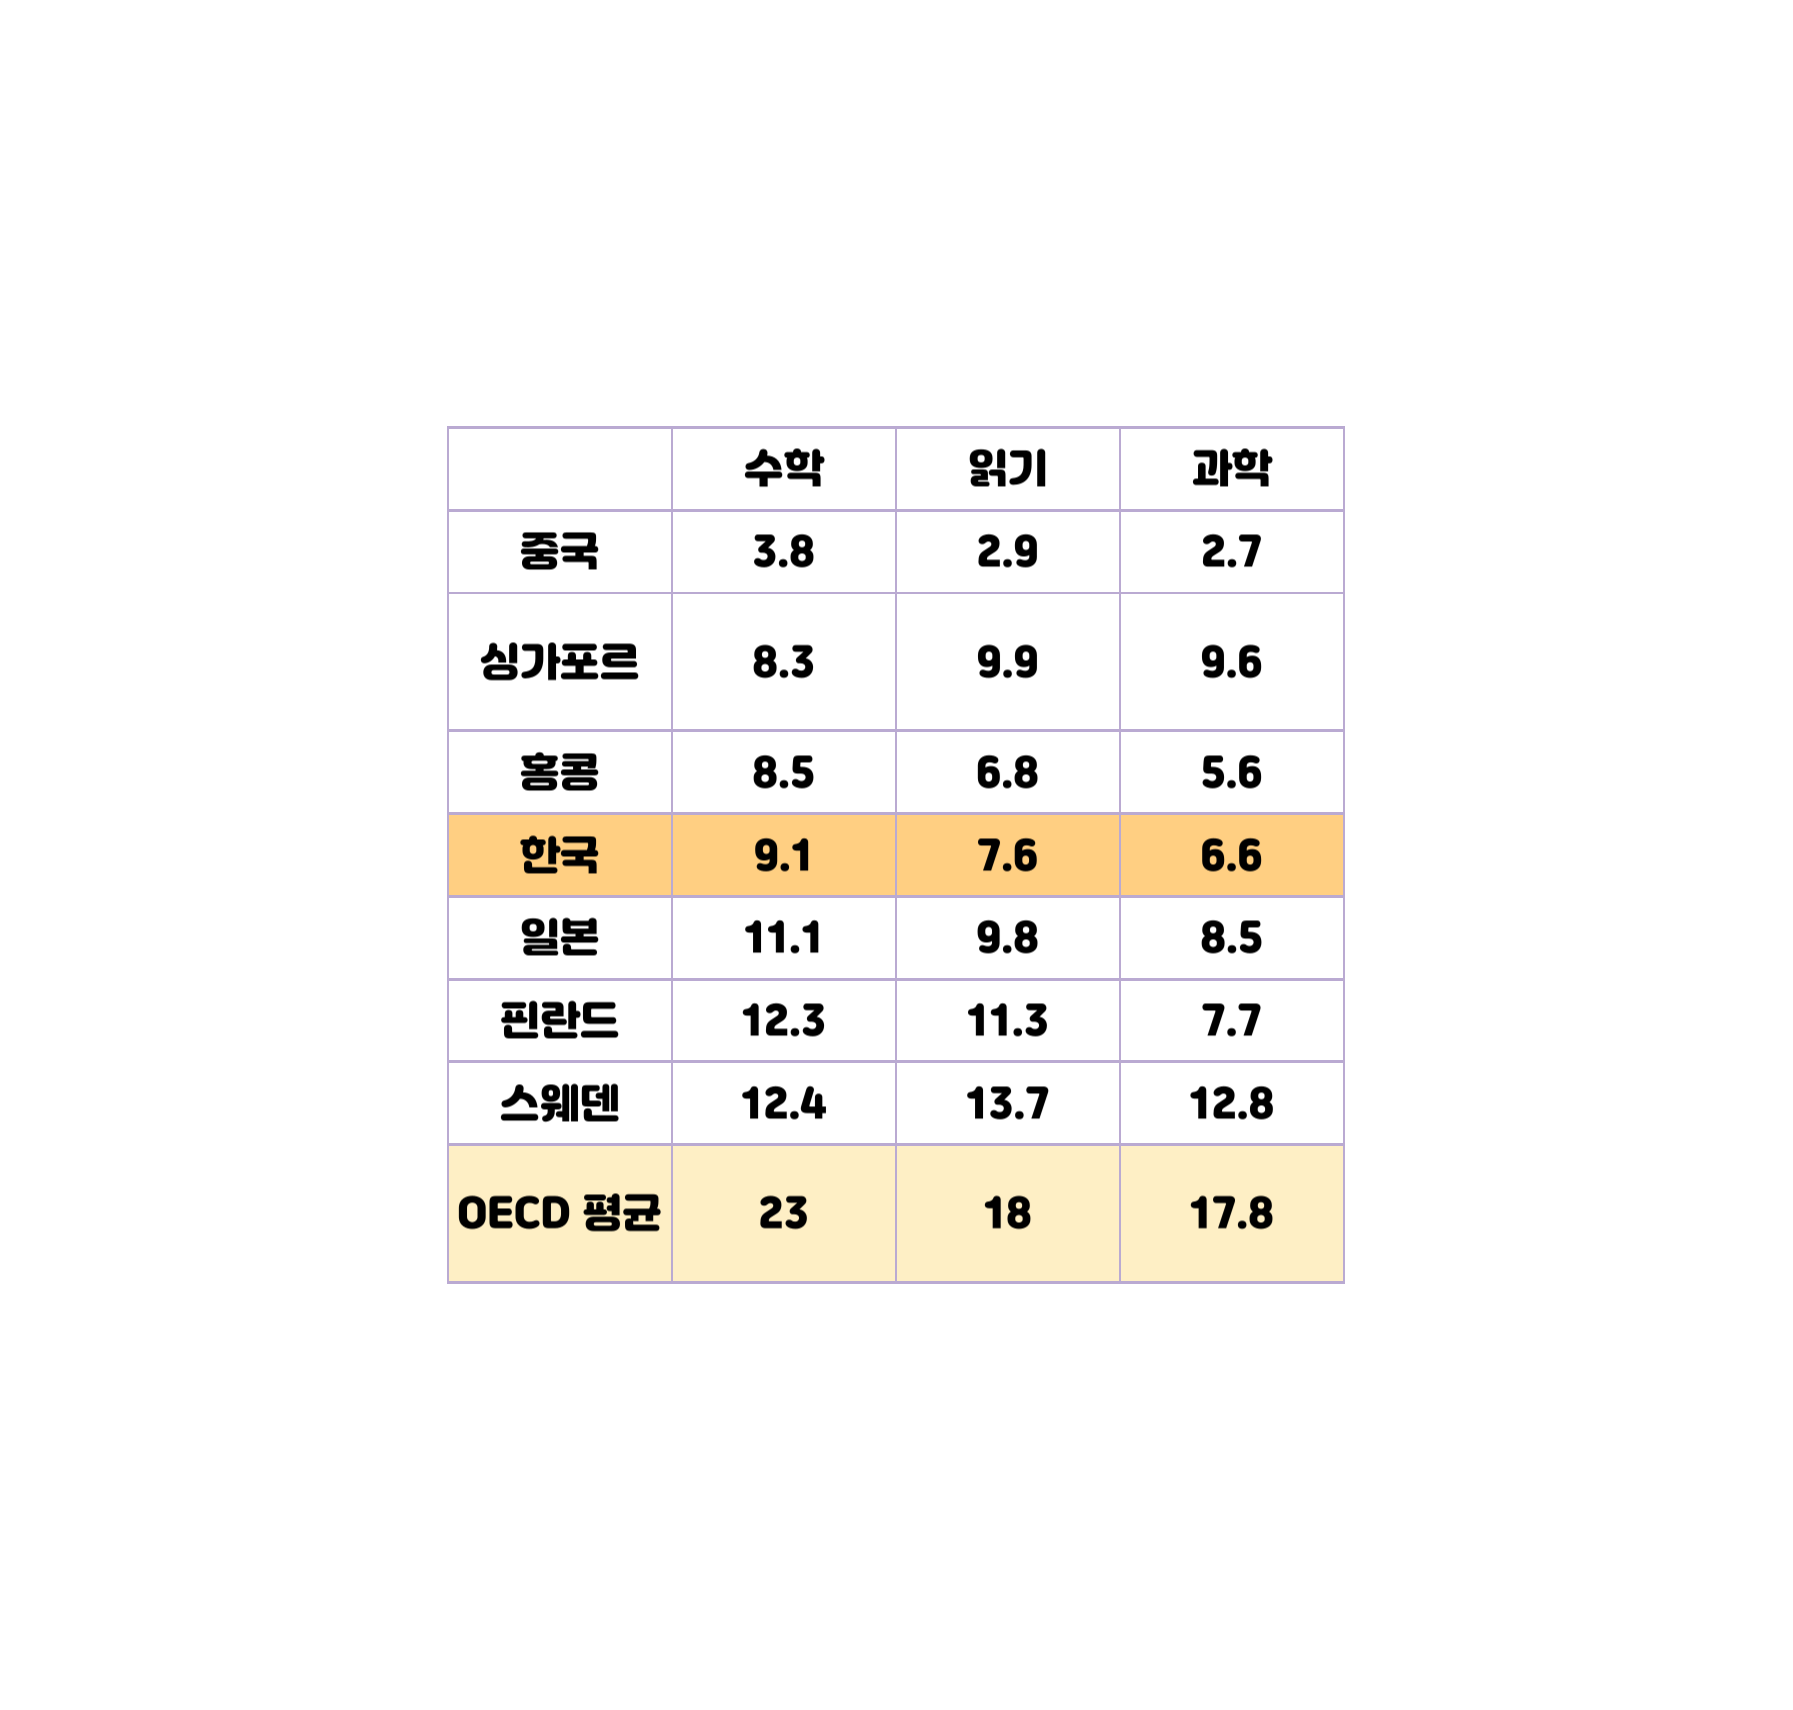 수학 읽기 과학
중국 3.8 2.9 2.7
싱가포르 8.3 9.9 9.6
홍콩 8.5 6.8 5.6
한국 9.1 7.6 6.6
일본 11.1 9.8 8.5
핀란드 12.3 11.3 7.7
스웨덴 12.4 13.7 12.8
OECD 평균 23 18 17.8